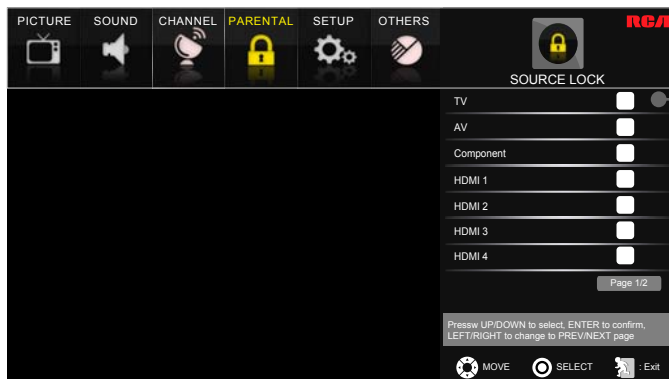 PICTURE SOUND CHANNEL PARENTAL SETUP OTHERS
RCA
SOURCE LOCK
TV
AV
Component
HDMI 1
HDMI 2
HDMI 3
HDMI 4
Page 1/2
Pressw UP/DOWN to select, ENTER to confirm,
LEFT/RIGHT to change to PREV/NEXT page
MOVE SELECT : Exit